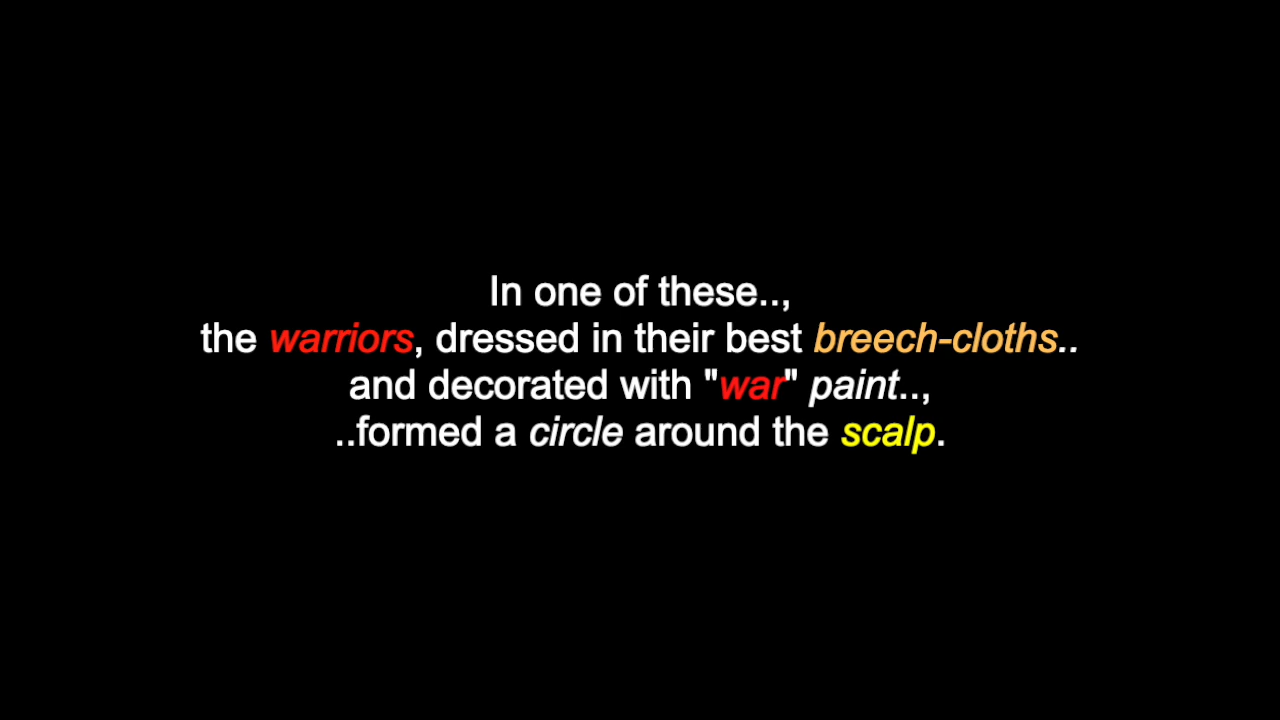 In one of these..,
the warriors, dressed in their best breech-cloths..
and decorated with "war" paint..,
..formed a circle around the scalp.